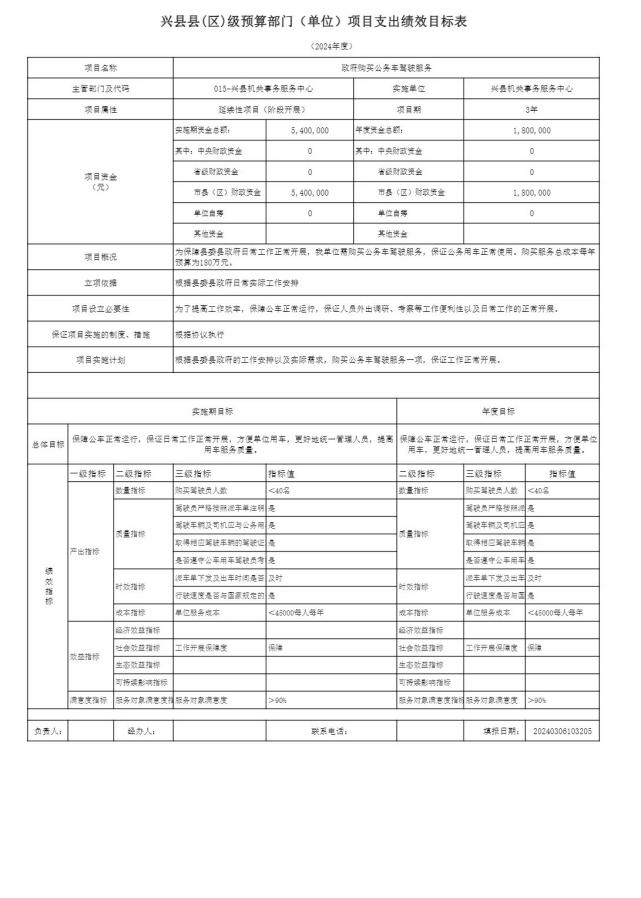 兴县县(区)级预算部门（单位）项目支出绩效目标表
（2024年度）
项目名称 政府购买公务车驾驶服务
主管部门及代码 015-兴县机关事务服务中心 实施单位 兴县机关事务服务中心
项目属性 延续性项目（阶段开展） 项目期 3年
项目资金
（元）
实施期资金总额： 5,400,000 年度资金总额： 1,800,000
其中：中央财政资金 0 其中：中央财政资金 0
省级财政资金 0 省级财政资金 0
市县（区）财政资金 5,400,000 市县（区）财政资金 1,800,000
单位自筹 0 单位自筹 0
其他资金 其他资金
项目概况 为保障县委县政府日常工作正常开展，我单位需购买公务车驾驶服务，保证公务用车正常使用。购买服务总成本每年
预算为180万元。
立项依据 根据县委县政府日常实际工作安排
项目设立必要性 为了提高工作效率，保障公车正常运行，保证人员外出调研、考察等工作便利性以及日常工作的正常开展。
保证项目实施的制度、措施 根据协议执行
项目实施计划 根据县委县政府的工作安排以及实际需求，购买公务车驾驶服务一项，保证工作正常开展。
实施期目标 年度目标
总体目标
保障公车正常运行，保证日常工作正常开展，方便单位用车，更好地统一管理人员，提高
用车服务质量。
保障公车正常运行，保证日常工作正常开展，方便单位
用车，更好地统一管理人员，提高用车服务质量。
绩效指标
一级指标 二级指标 三级指标 指标值 二级指标 三级指标 指标值
产出指标
数量指标 购买驾驶员人数 ＜40名 数量指标 购买驾驶员人数 ＜40名
质量指标 质量指标
驾驶员严格按照派车单注明 是 驾驶员严格按照派 是
驾驶车辆及司机应与公务用 是 驾驶车辆及司机应 是
取得相应驾驶车辆的驾驶证 是 取得相应驾驶车辆 是
是否遵守公车用车驾驶员考 是 是否遵守公车用车 是
时效指标 时效指标
派车单下发及出车时间是否 及时 派车单下发及出车 及时
行驶速度是否与国家规定的 是 行驶速度是否与国 是
成本指标 单位服务成本 ＜45000每人每年 成本指标 单位服务成本 ＜45000每人每年
效益指标
经济效益指标 经济效益指标
社会效益指标 工作开展保障度 保障 社会效益指标 工作开展保障度 保障
生态效益指标 生态效益指标
可持续影响指标 可持续影响指标
满意度指标 服务对象满意度指 服务对象满意度 ＞90% 服务对象满意度指标 服务对象满意度 ＞90%
负责人： 经办人： 联系电话： 填报日期： 20240306103205